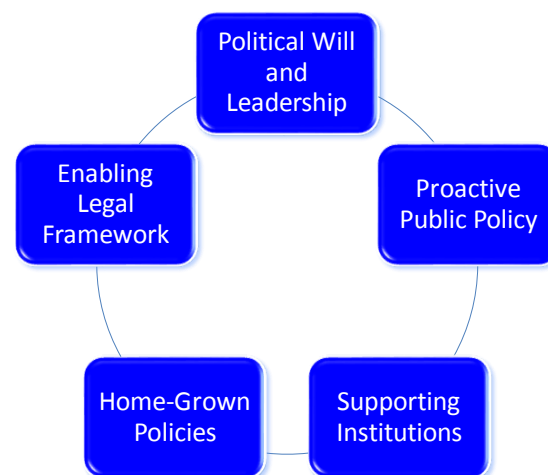 Political Will
and
Leadership
Proactive
Public Policy
Supporting
Institutions
Home-Grown
Policies
Enabling
Legal
Framework